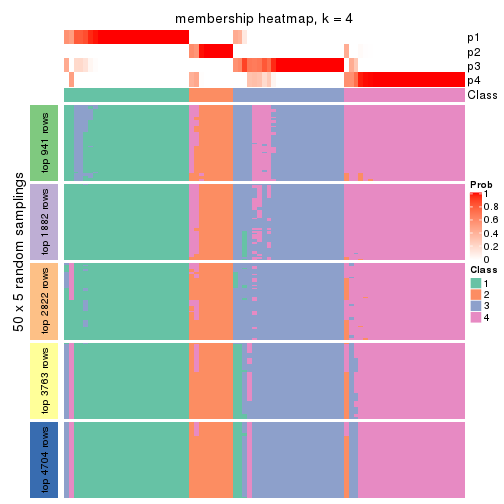 membership heatmap, k = 4
p1
p2
p3
p4
Class
50 x 5 random samplings
top 941 rows
top 1882 rows
top 2822 rows
top 3763 rows
top 4704 rows
Prob
1
0.8
0.6
0.4
0.2
0
Class
1
2
3
4